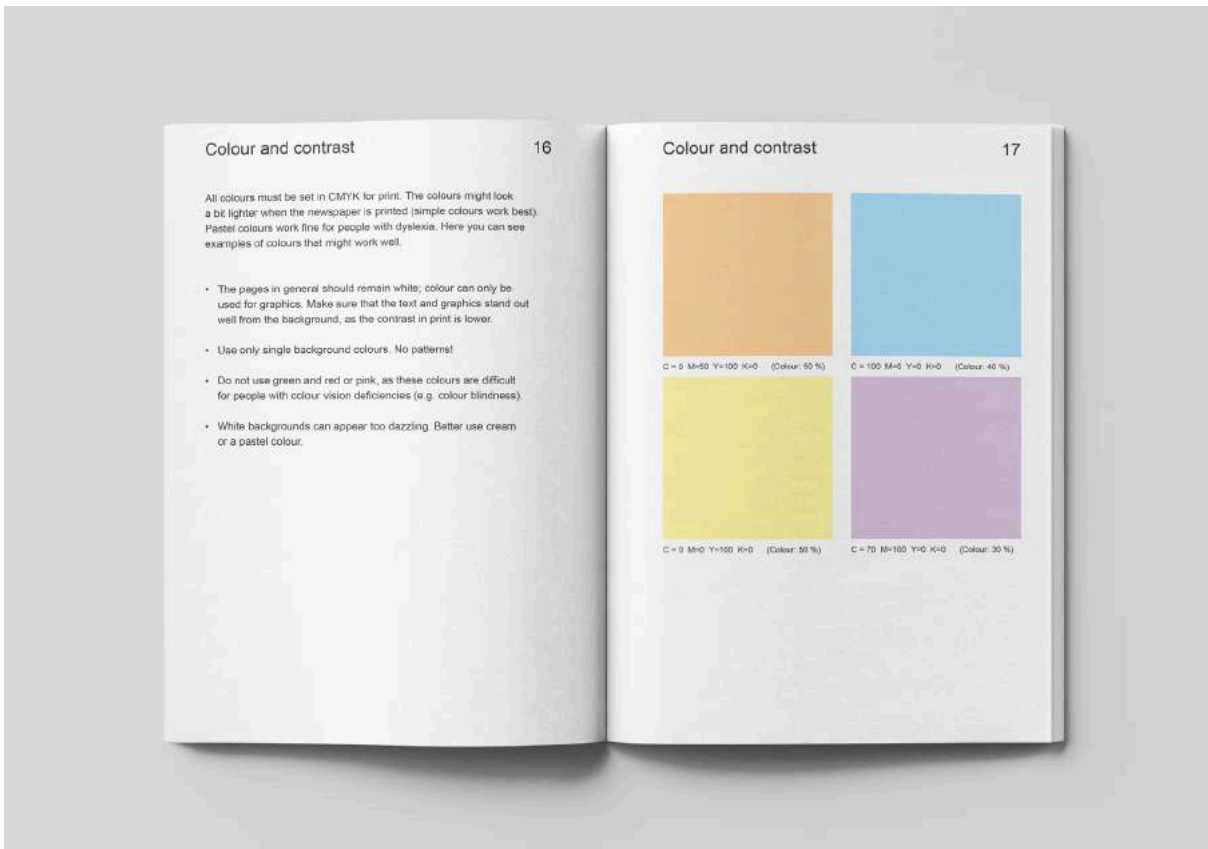 Colour and contrast 16
All colours must be set in CMYK for print. The colours might look
a bit lighter when the newspaper is printed (simple colours work best).
Pastel colours work fine for people with dyslexia. Here you can see
examples of colours that might work well.
• The pages in general should remain white; colour can only be
used for graphics. Make sure that the text and graphics stand out
well from the background, as the contrast in print is lower.
• Use only single background colours. No patterns!
• Do not use green and red or pink, as these colours are difficult
for people with colour vision deficiencies (e.g. colour blindness).
• White backgrounds can appear too dazzling. Better use cream
or a pastel colour.
Colour and contrast 17
C = 0 M=50 Y=100 K=0 (Colour: 50 %)
C = 100 M=0 Y=0 K=0 (Colour: 40 %)
C = 0 M=0 Y=100 K=0 (Colour: 50 %)
C = 70 M=100 Y=0 K=0 (Colour: 30 %)